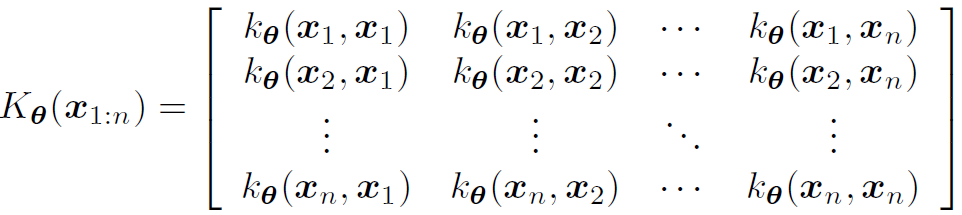 K_θ(x_{1:n}) = [ k_θ(x_1, x_1) k_θ(x_1, x_2) ⋯ k_θ(x_1, x_n)
k_θ(x_2, x_1) k_θ(x_2, x_2) ⋯ k_θ(x_2, x_n)
⋮ ⋮ ⋱ ⋮
k_θ(x_n, x_1) k_θ(x_n, x_2) ⋯ k_θ(x_n, x_n) ]